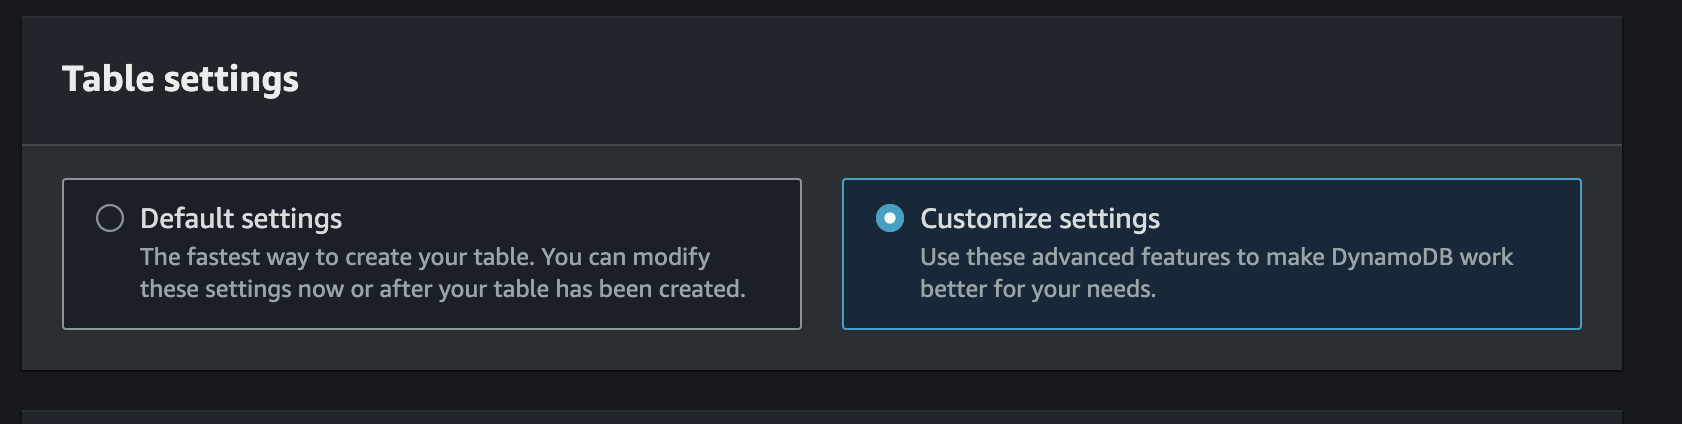 Table settings
Default settings
The fastest way to create your table. You can modify
these settings now or after your table has been created.
Customize settings
Use these advanced features to make DynamoDB work
better for your needs.